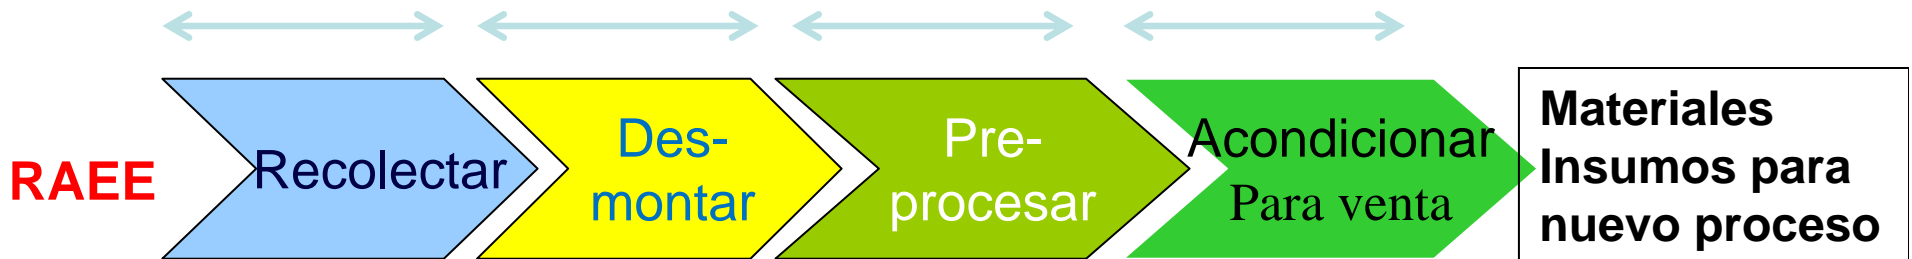 RAEE
Recolectar
Des-
montar
Pre-
procesar
Acondicionar
Para venta
Materiales
Insumos para
nuevo proceso